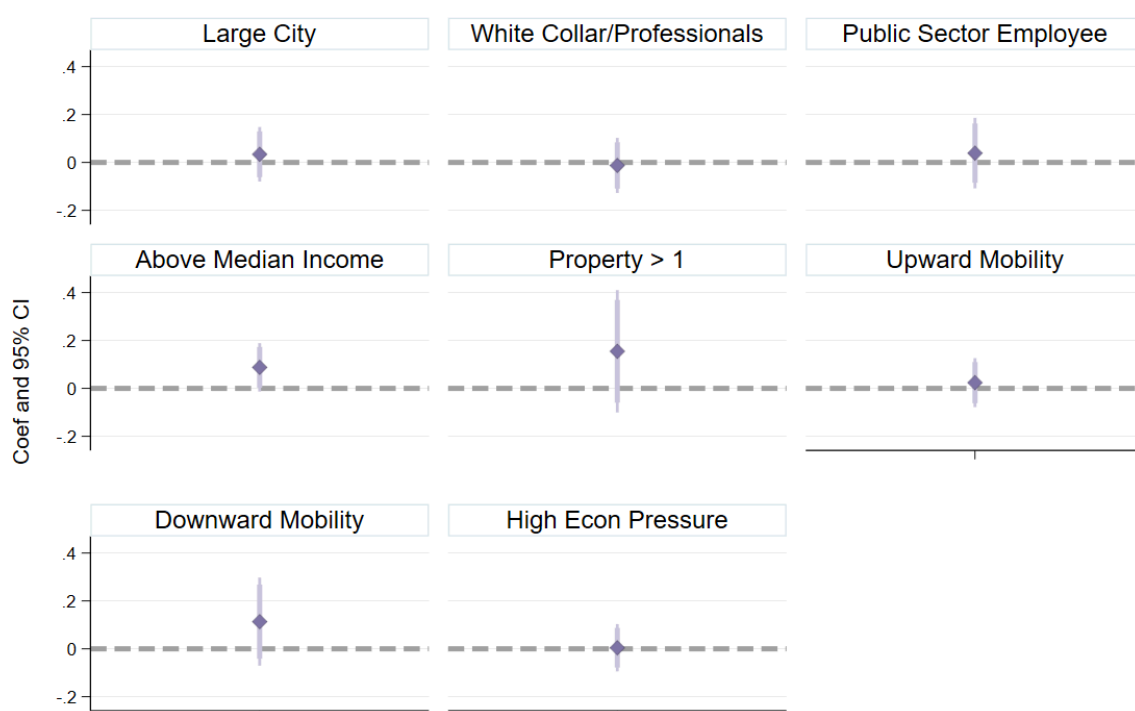 Large City
White Collar/Professionals
Public Sector Employee
.4
.2
0
-.2
Above Median Income
Property > 1
Upward Mobility
.4
.2
0
-.2
Coef and 95% CI
Downward Mobility
High Econ Pressure
.4
.2
0
-.2